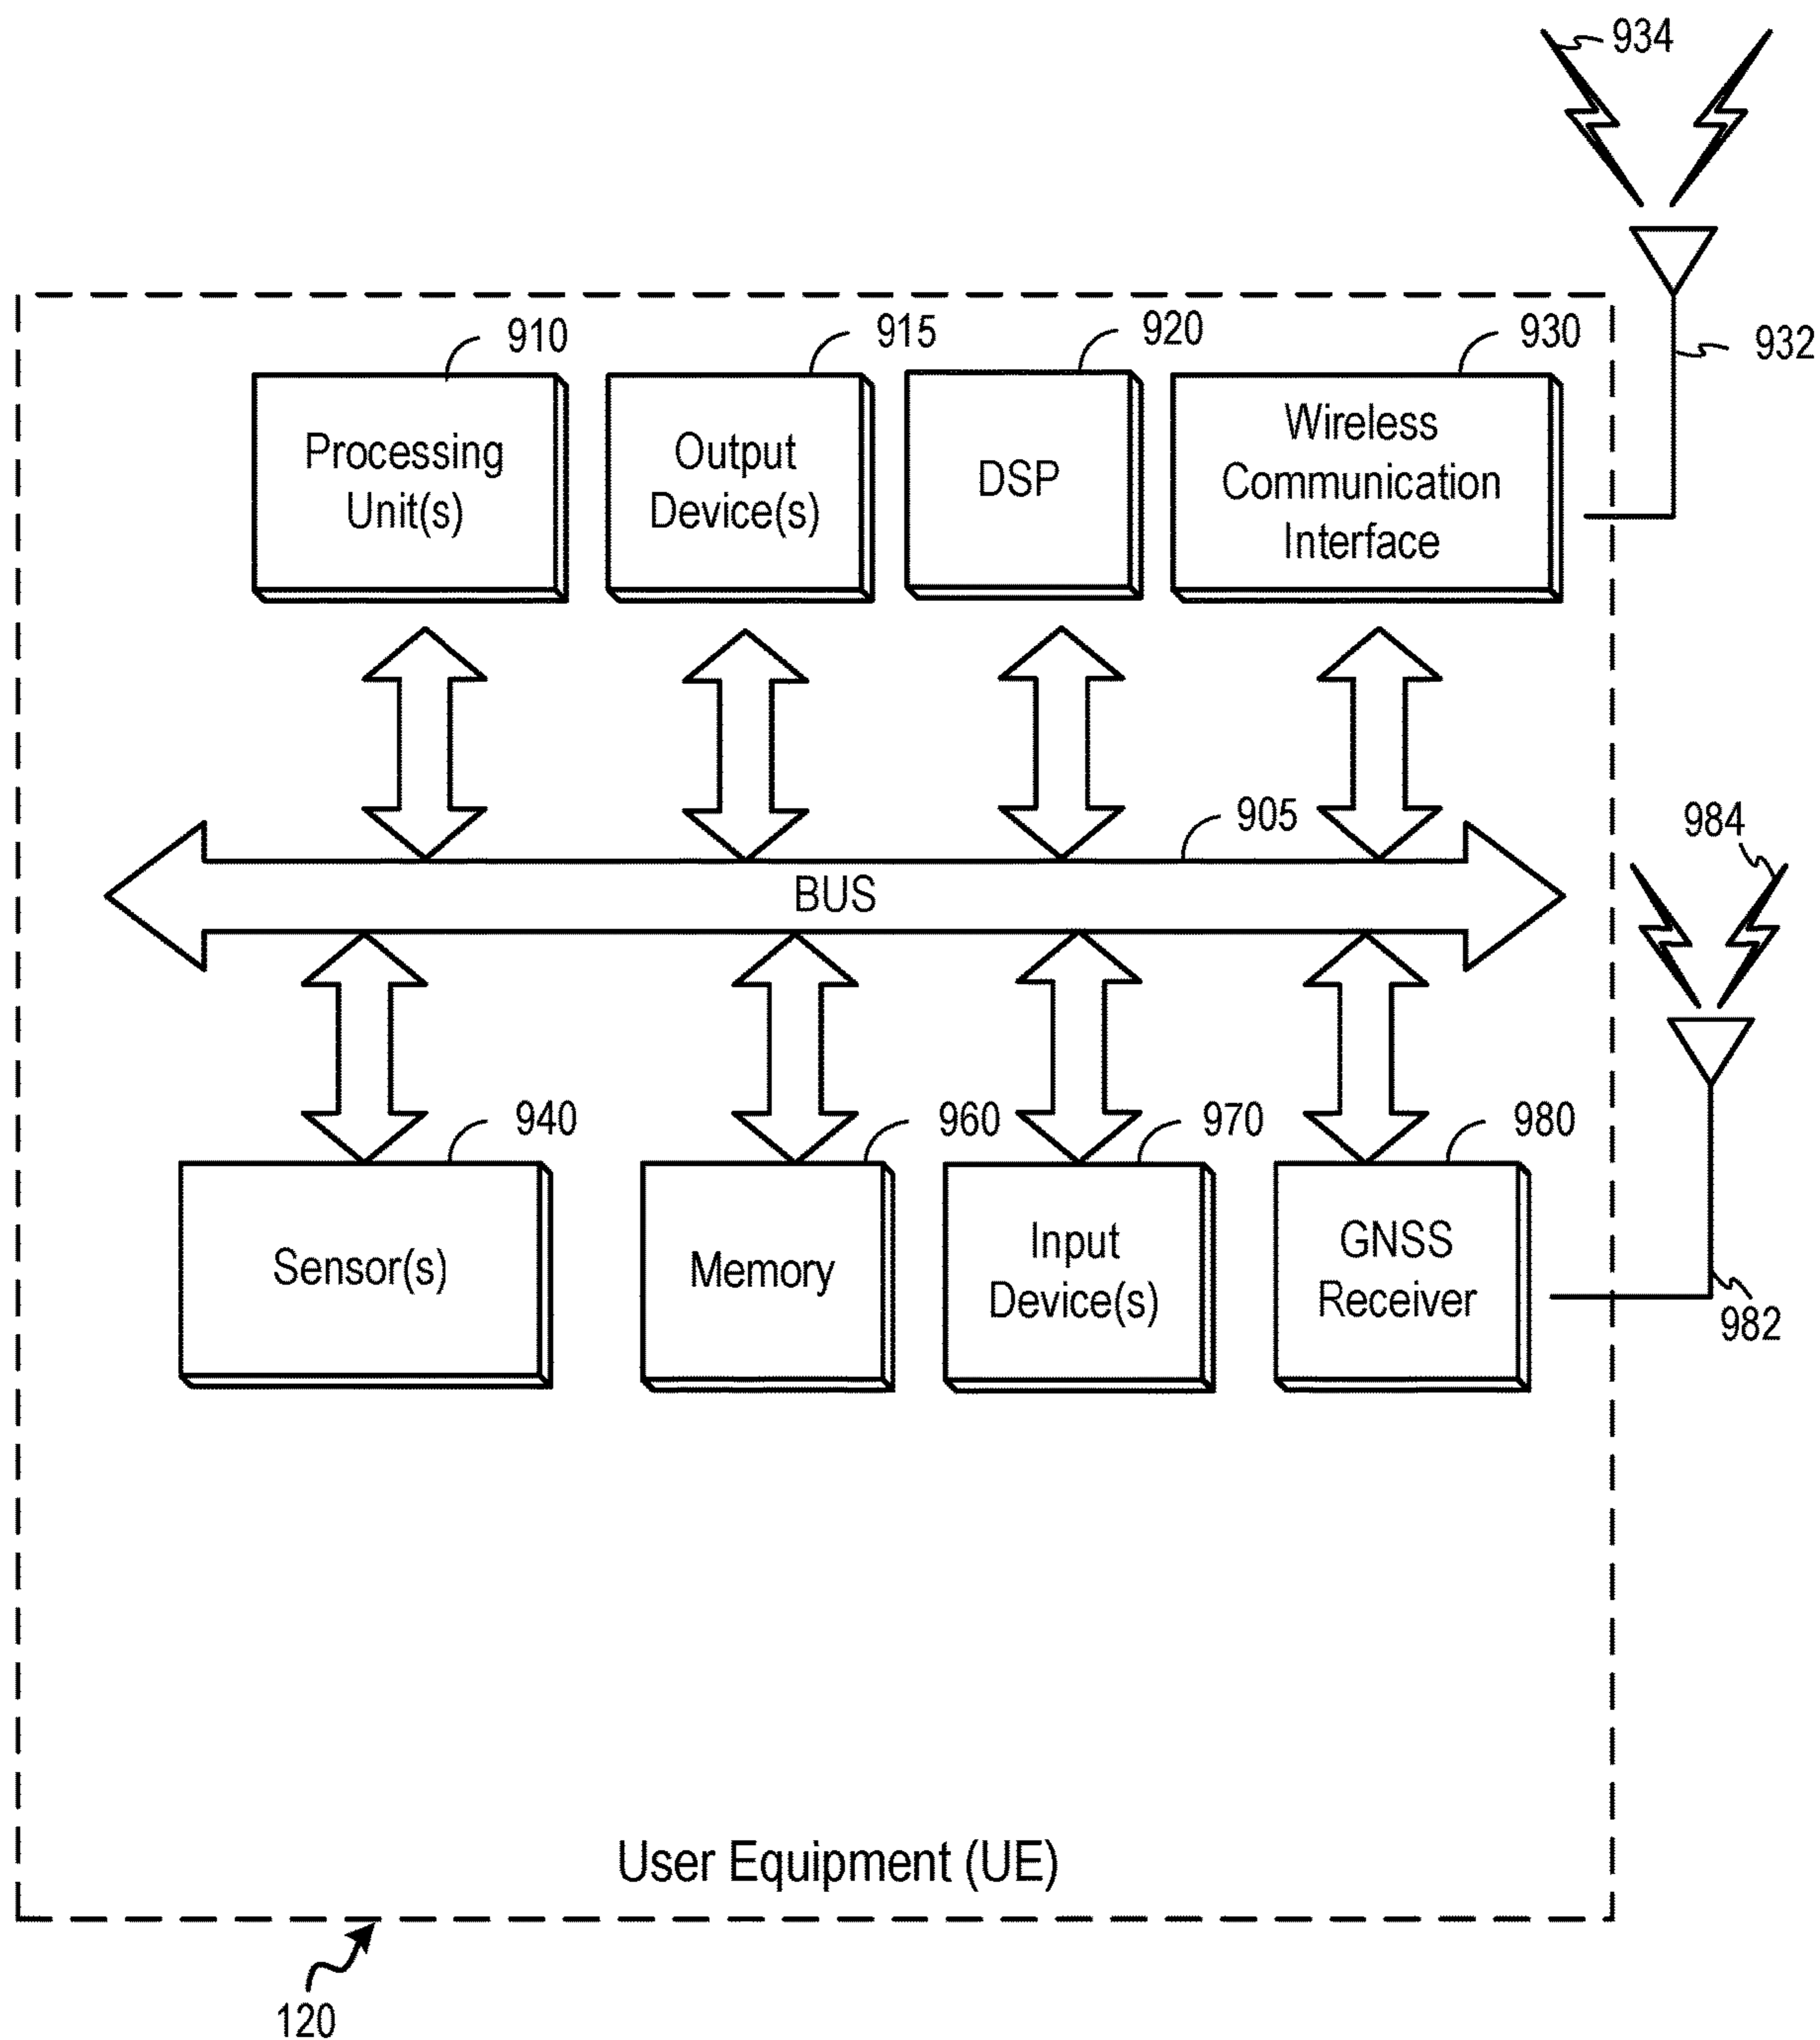 934
932
910
915
920
930
Processing
Unit(s)
Output
Device(s)
DSP
Wireless
Communication
Interface
905
BUS
984
982
940
960
970
980
Sensor(s)
Memory
Input
Device(s)
GNSS
Receiver
User Equipment (UE)
120